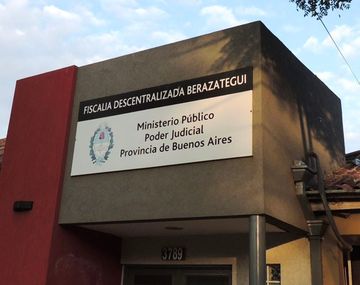 FISCALIA DESCENTRALIZADA BERAZATEGUI
Ministerio Público
Poder Judicial
Provincia de Buenos Aires
3789